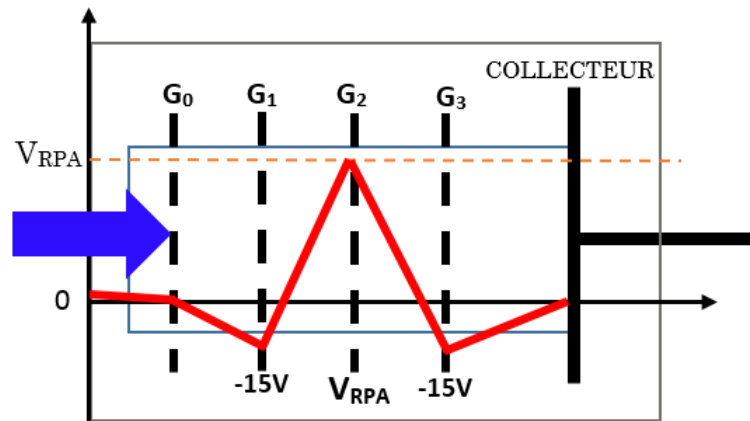 COLLECTEUR
G₀ G₁ G₂ G₃
V_RPA
0
-15V V_RPA -15V